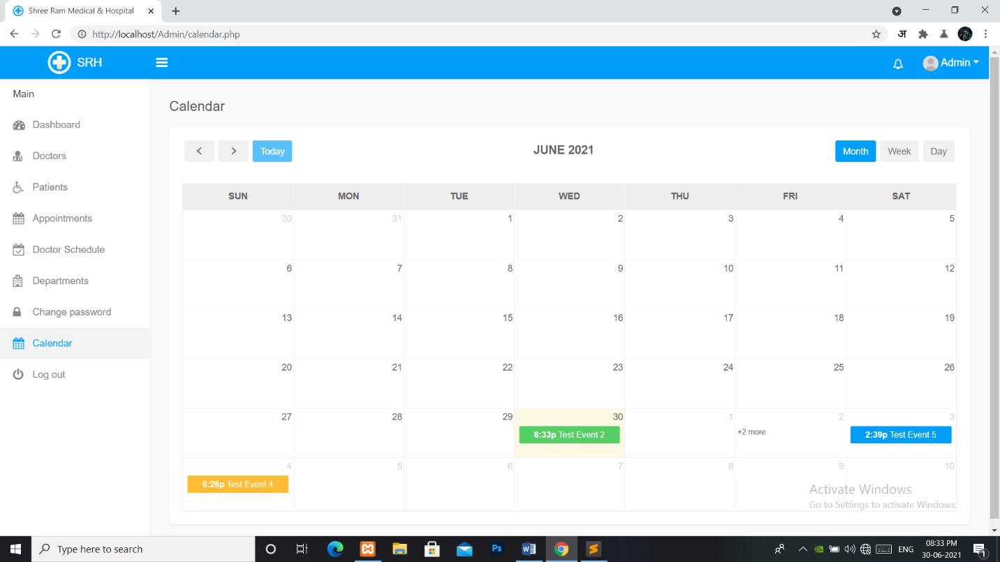 Shree Ram Medical & Hospital
http://localhost/Admin/calendar.php
अ
SRH
Admin
Main
Dashboard
Doctors
Patients
Appointments
Doctor Schedule
Departments
Change password
Calendar
Log out
Calendar
Today
JUNE 2021
Month Week Day
SUN MON TUE WED THU FRI SAT
30 31 1 2 3 4 5
6 7 8 9 10 11 12
13 14 15 16 17 18 19
20 21 22 23 24 25 26
27 28 29 30 1 2 3
8:33p Test Event 2 +2 more 2:39p Test Event 5
4 5 6 7 8 9 10
6:26p Test Event 4
Activate Windows
Go to Settings to activate Windows.
Type here to search
Ps
W
ENG
08:33 PM
30-06-2021
1